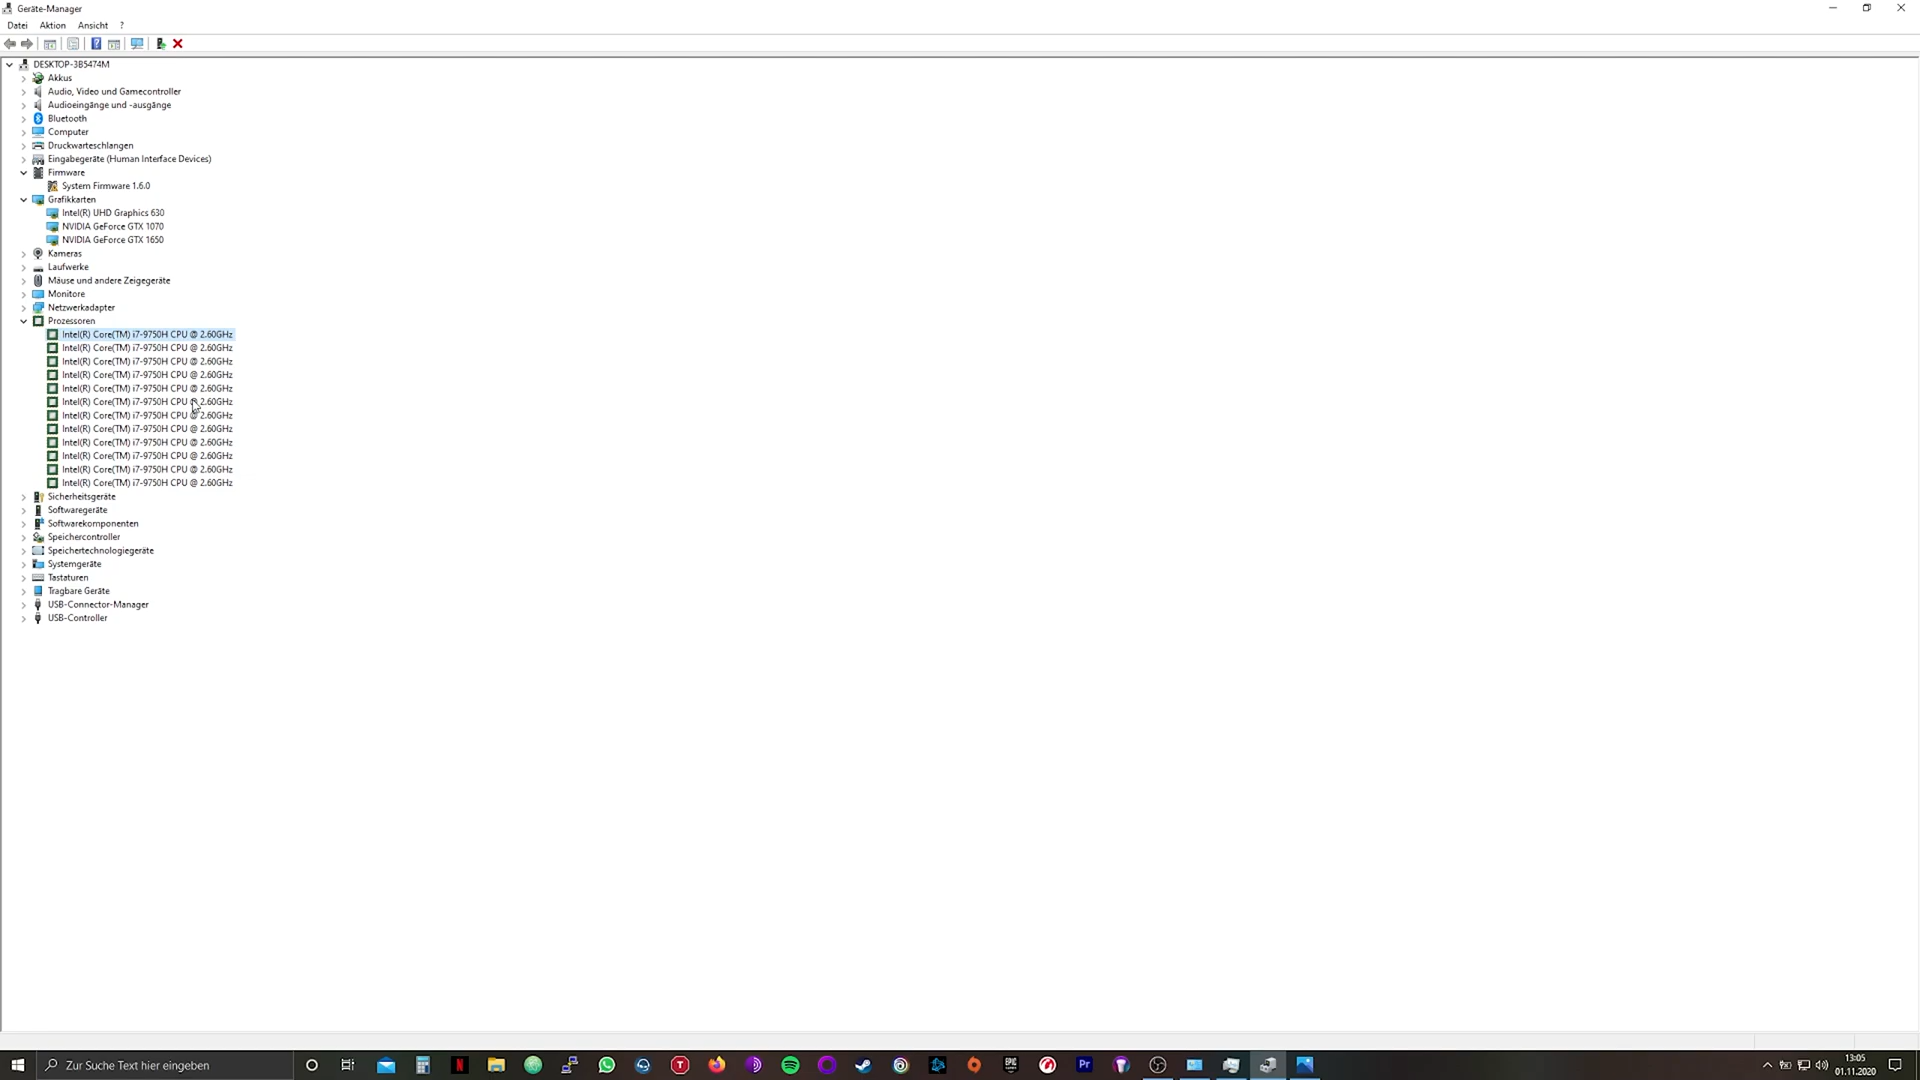 Geräte-Manager
Datei Aktion Ansicht ?
DESKTOP-3B5474M
Akkus
Audio, Video und Gamecontroller
Audioeingänge und -ausgänge
Bluetooth
Computer
Druckwarteschlangen
Eingabegeräte (Human Interface Devices)
Firmware
System Firmware 1.6.0
Grafikkarten
Intel(R) UHD Graphics 630
NVIDIA GeForce GTX 1070
NVIDIA GeForce GTX 1650
Kameras
Laufwerke
Mäuse und andere Zeigegeräte
Monitore
Netzwerkadapter
Prozessoren
Intel(R) Core(TM) i7-9750H CPU @ 2.60GHz
Intel(R) Core(TM) i7-9750H CPU @ 2.60GHz
Intel(R) Core(TM) i7-9750H CPU @ 2.60GHz
Intel(R) Core(TM) i7-9750H CPU @ 2.60GHz
Intel(R) Core(TM) i7-9750H CPU @ 2.60GHz
Intel(R) Core(TM) i7-9750H CPU @ 2.60GHz
Intel(R) Core(TM) i7-9750H CPU @ 2.60GHz
Intel(R) Core(TM) i7-9750H CPU @ 2.60GHz
Intel(R) Core(TM) i7-9750H CPU @ 2.60GHz
Intel(R) Core(TM) i7-9750H CPU @ 2.60GHz
Intel(R) Core(TM) i7-9750H CPU @ 2.60GHz
Intel(R) Core(TM) i7-9750H CPU @ 2.60GHz
Sicherheitsgeräte
Softwaregeräte
Softwarekomponenten
Speichercontroller
Speichertechnologiegeräte
Systemgeräte
Tastaturen
Tragbare Geräte
USB-Connector-Manager
USB-Controller
Zur Suche Text hier eingeben
13:05
01.11.2020